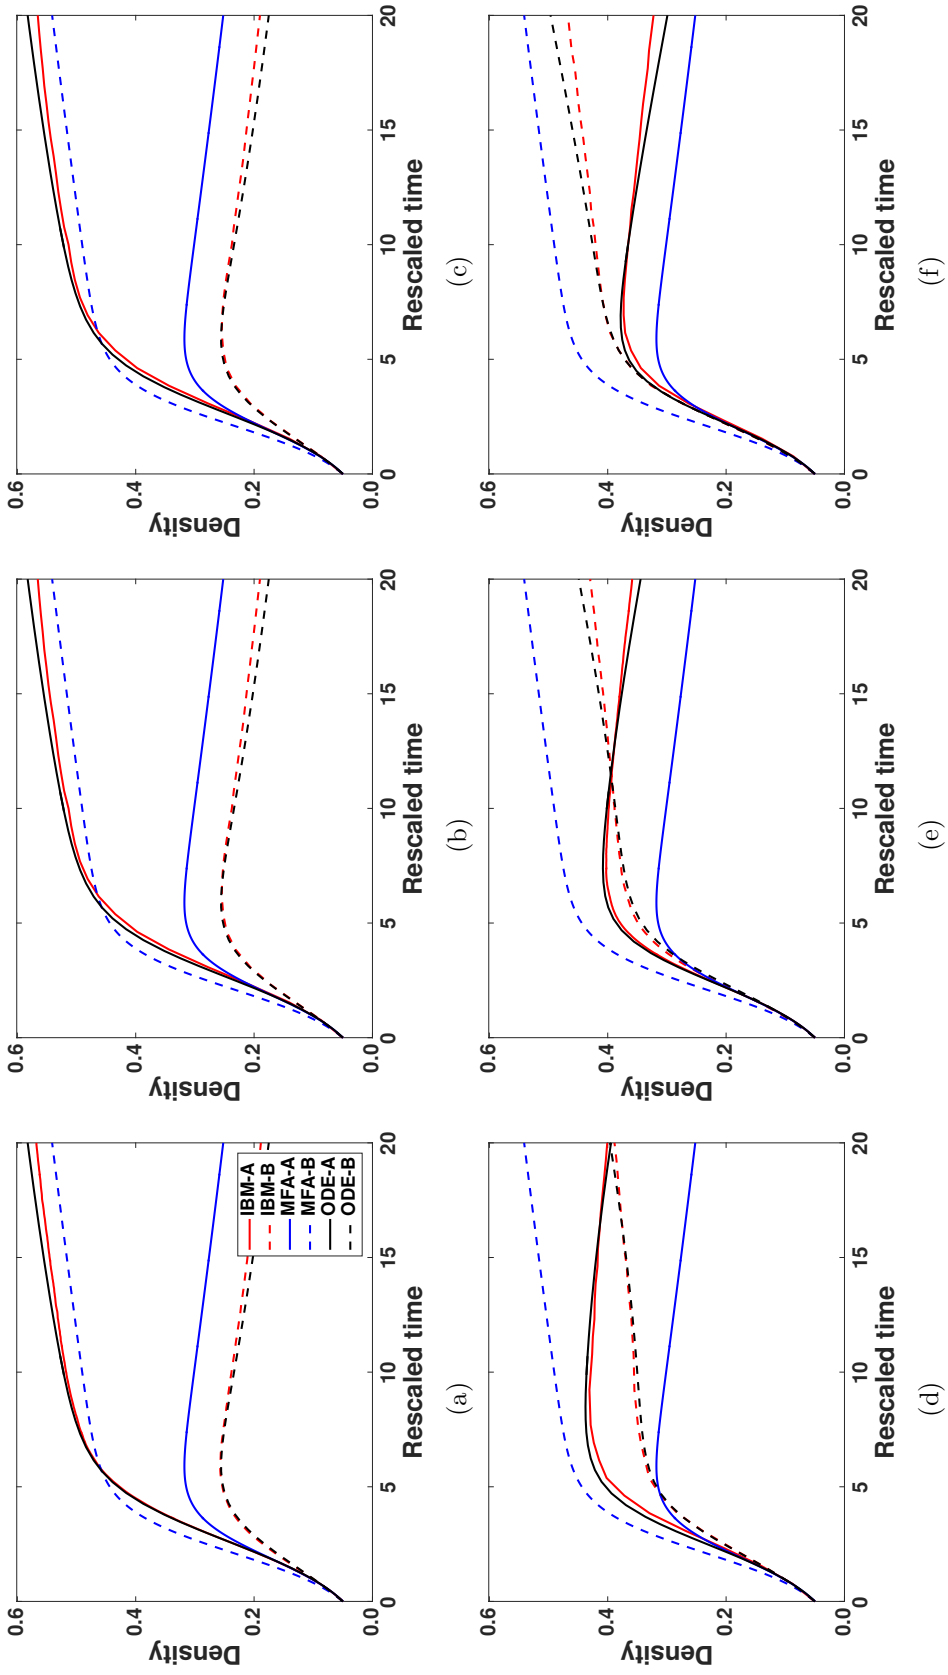 0.6
0.4
0.2
0.0
Density
0 5 10 15 20
Rescaled time
IBM-A
IBM-B
MFA-A
MFA-B
ODE-A
ODE-B
(a)
0.6
0.4
0.2
0.0
Density
0 5 10 15 20
Rescaled time
(b)
0.6
0.4
0.2
0.0
Density
0 5 10 15 20
Rescaled time
(c)
0.6
0.4
0.2
0.0
Density
0 5 10 15 20
Rescaled time
(d)
0.6
0.4
0.2
0.0
Density
0 5 10 15 20
Rescaled time
(e)
0.6
0.4
0.2
0.0
Density
0 5 10 15 20
Rescaled time
(f)